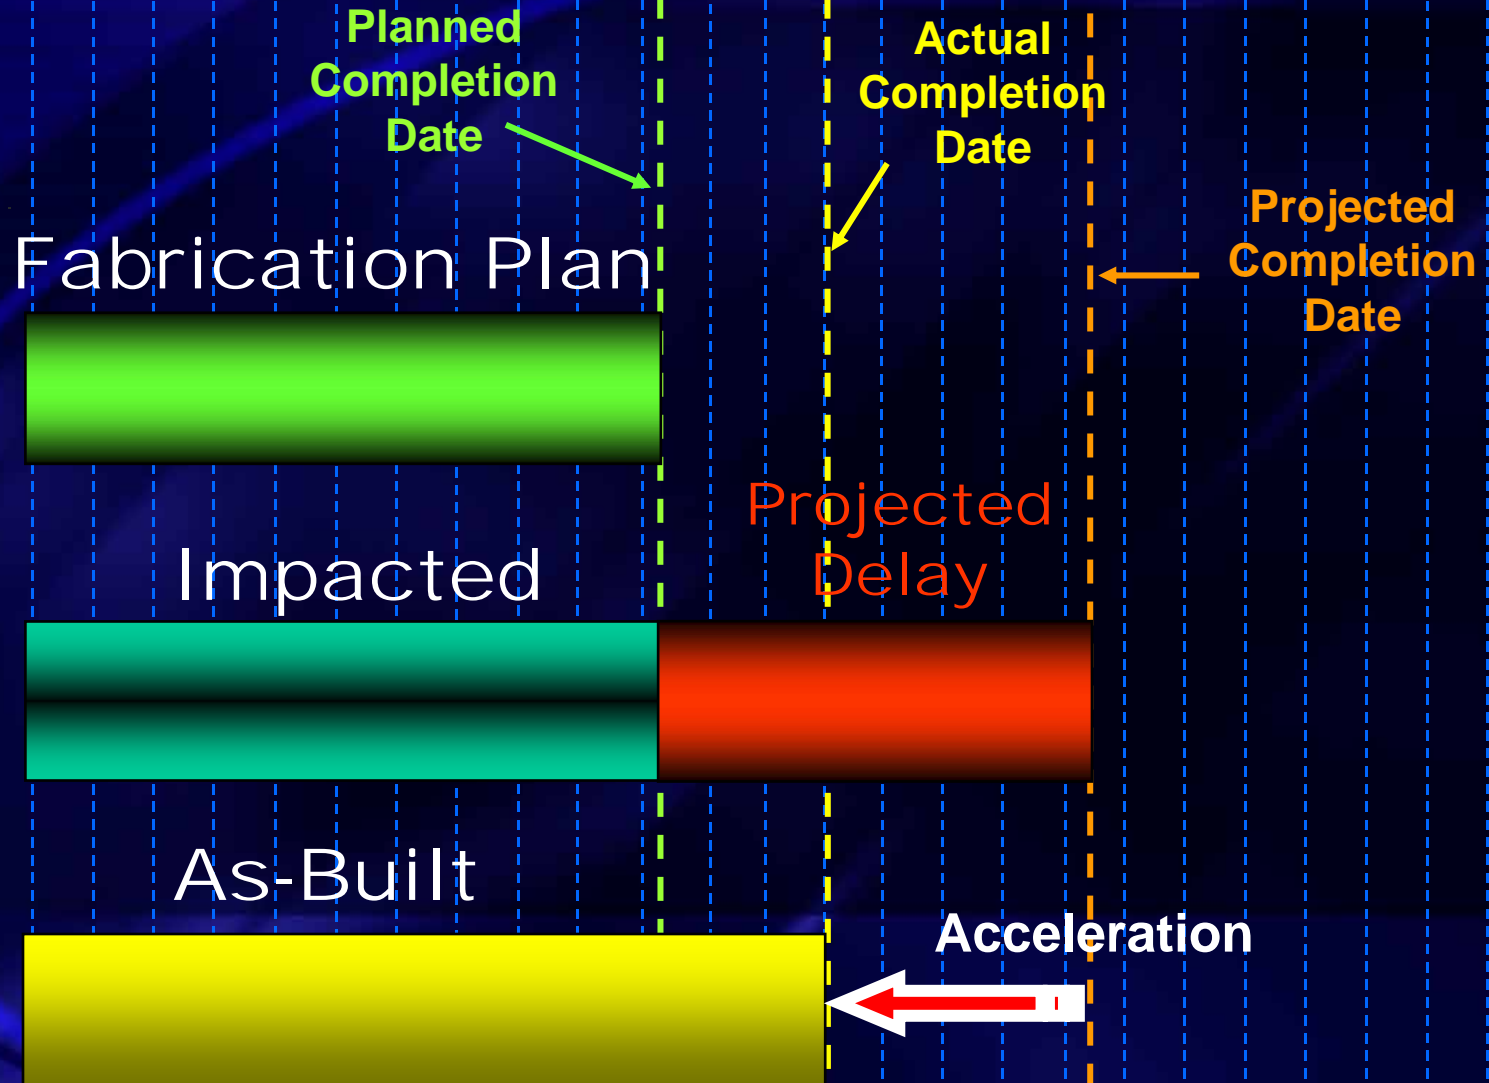 Planned
Completion
Date
Actual
Completion
Date
Projected
Completion
Date
Fabrication Plan
Projected
Delay
Impacted
As-Built
Acceleration